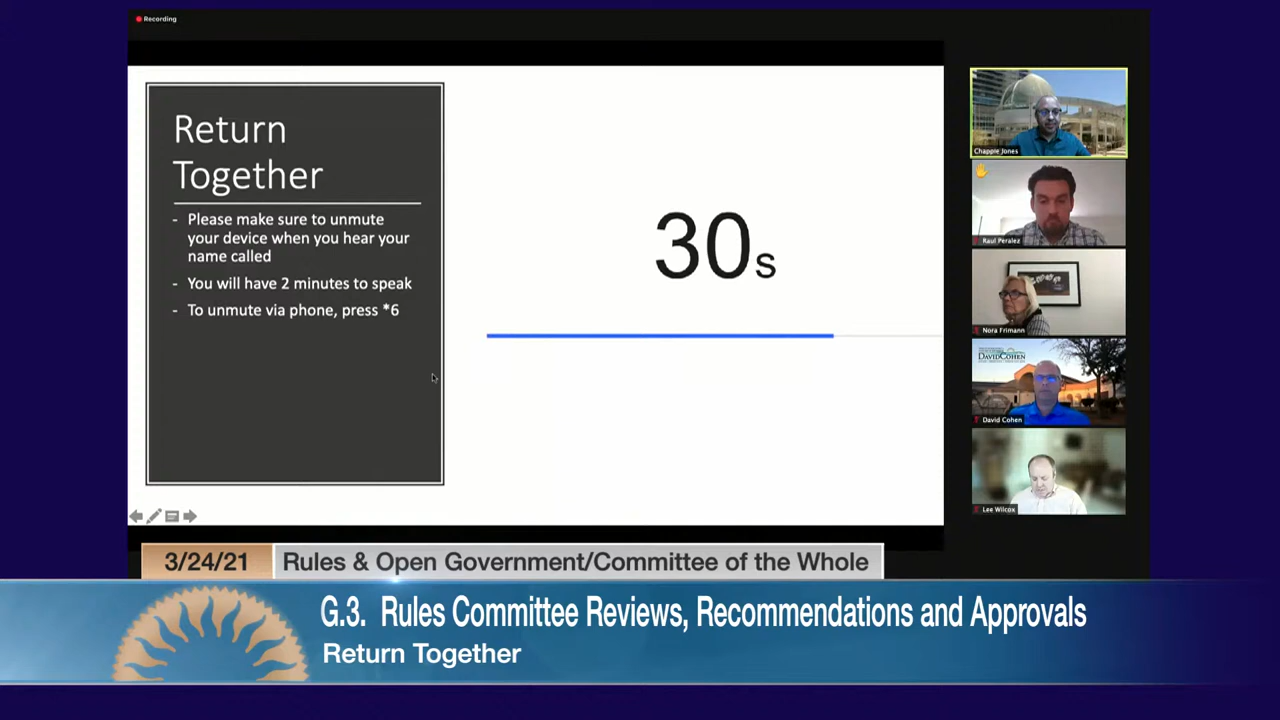 Recording
Return
Together
- Please make sure to unmute
your device when you hear your
name called
- You will have 2 minutes to speak
- To unmute via phone, press *6
30s
Chappie Jones
Raul Peralez
Nora Frimann
DAVID COHEN
David Cohen
Lee Wilcox
3/24/21
Rules & Open Government/Committee of the Whole
G.3. Rules Committee Reviews, Recommendations and Approvals
Return Together